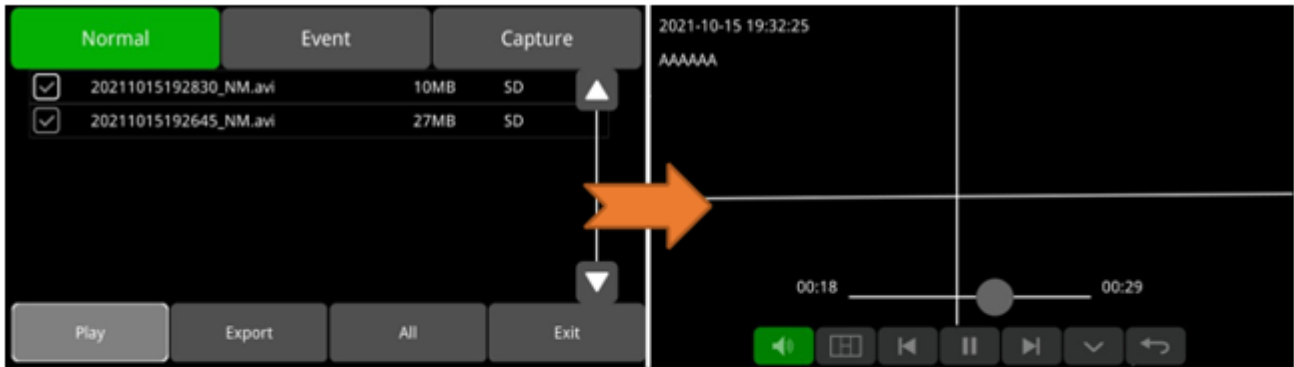 Normal Event Capture
20211015192830_NM.avi 10MB SD
20211015192645_NM.avi 27MB SD
Play Export All Exit
2021-10-15 19:32:25
AAAAAA
00:18 00:29